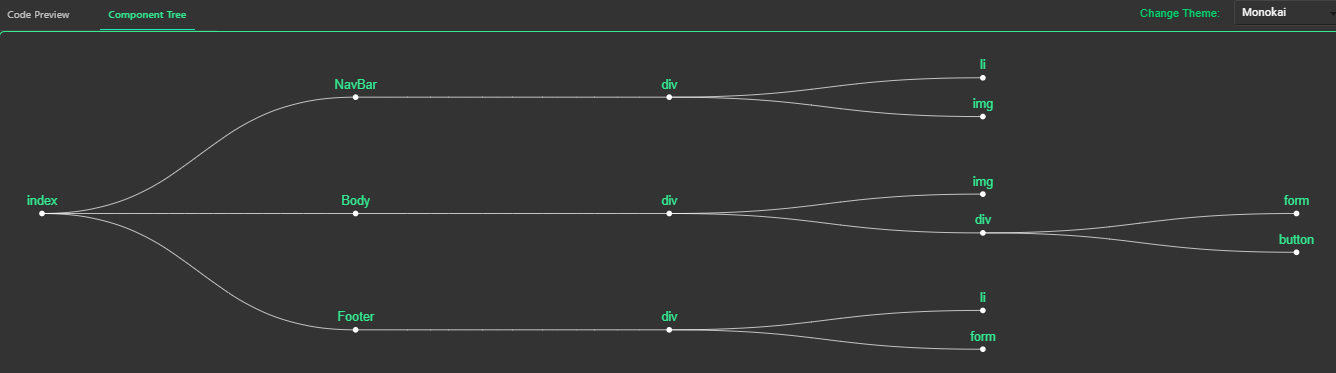 Code Preview Component Tree Change Theme: Monokai
li
NavBar div
img
img
index Body div form
div
button
li
Footer div
form